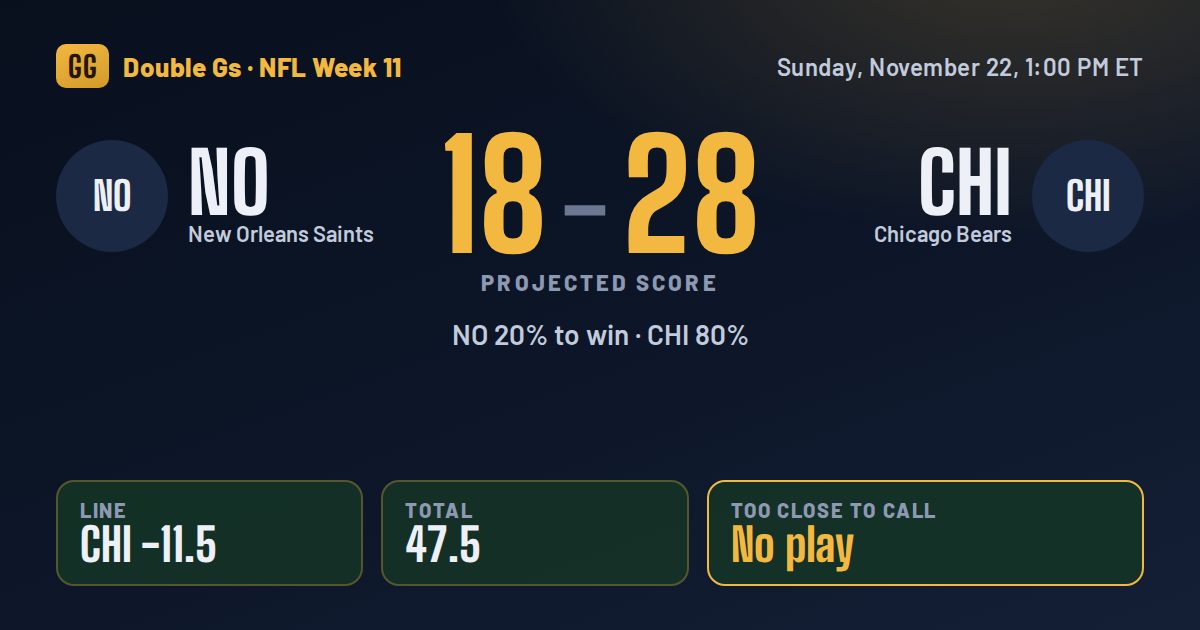 GG Double Gs · NFL Week 11
Sunday, November 22, 1:00 PM ET
NO
NO
New Orleans Saints
18 – 28
PROJECTED SCORE
NO 20% to win · CHI 80%
CHI
Chicago Bears
CHI
LINE
CHI −11.5
TOTAL
47.5
TOO CLOSE TO CALL
No play